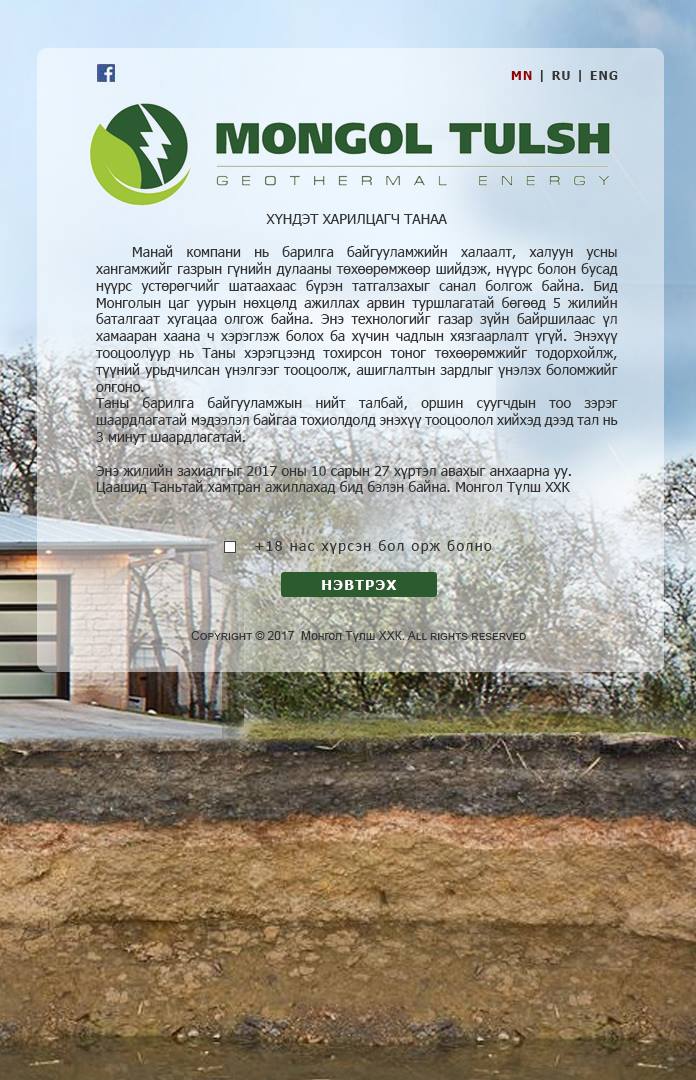 MN | RU | ENG
MONGOL TULSH
GEOTHERMAL ENERGY
ХҮНДЭТ ХАРИЛЦАГЧ ТАНАА
Манай компани нь барилга байгууламжийн халаалт, халуун усны
хангамжийг газрын гүнийн дулааны төхөөрөмжөөр шийдэж, нүүрс болон бусад
нүүрс устөрөгчийг шатаахаас бүрэн татгалзахыг санал болгож байна. Бид
Монголын цаг уурын нөхцөлд ажиллах арвин туршлагатай бөгөөд 5 жилийн
баталгаат хугацаа олгож байна. Энэ технологийг газар зүйн байршилаас үл
хамааран хаана ч хэрэглэж болох ба хүчин чадлын хязгаарлалт үгүй. Энэхүү
тооцоолуур нь Таны хэрэгцээнд тохирсон тоног төхөөрөмжийг тодорхойлж,
түүний урьдчилсан үнэлгээг тооцоолж, ашиглалтын зардлыг үнэлэх боломжийг
олгоно.
Таны барилга байгууламжын нийт талбай, оршин суугчдын тоо зэрэг
шаардлагатай мэдээлэл байгаа тохиолдолд энэхүү тооцоолол хийхэд дээд тал нь
3 минут шаардлагатай.
Энэ жилийн захиалгыг 2017 оны 10 сарын 27 хүртэл авахыг анхаарна уу.
Цаашид Таньтай хамтран ажиллахад бид бэлэн байна. Монгол Түлш ХХК
+18 нас хүрсэн бол орж болно
НЭВТРЭХ
Copyright © 2017 Монгол Түлш ХХК. All rights reserved